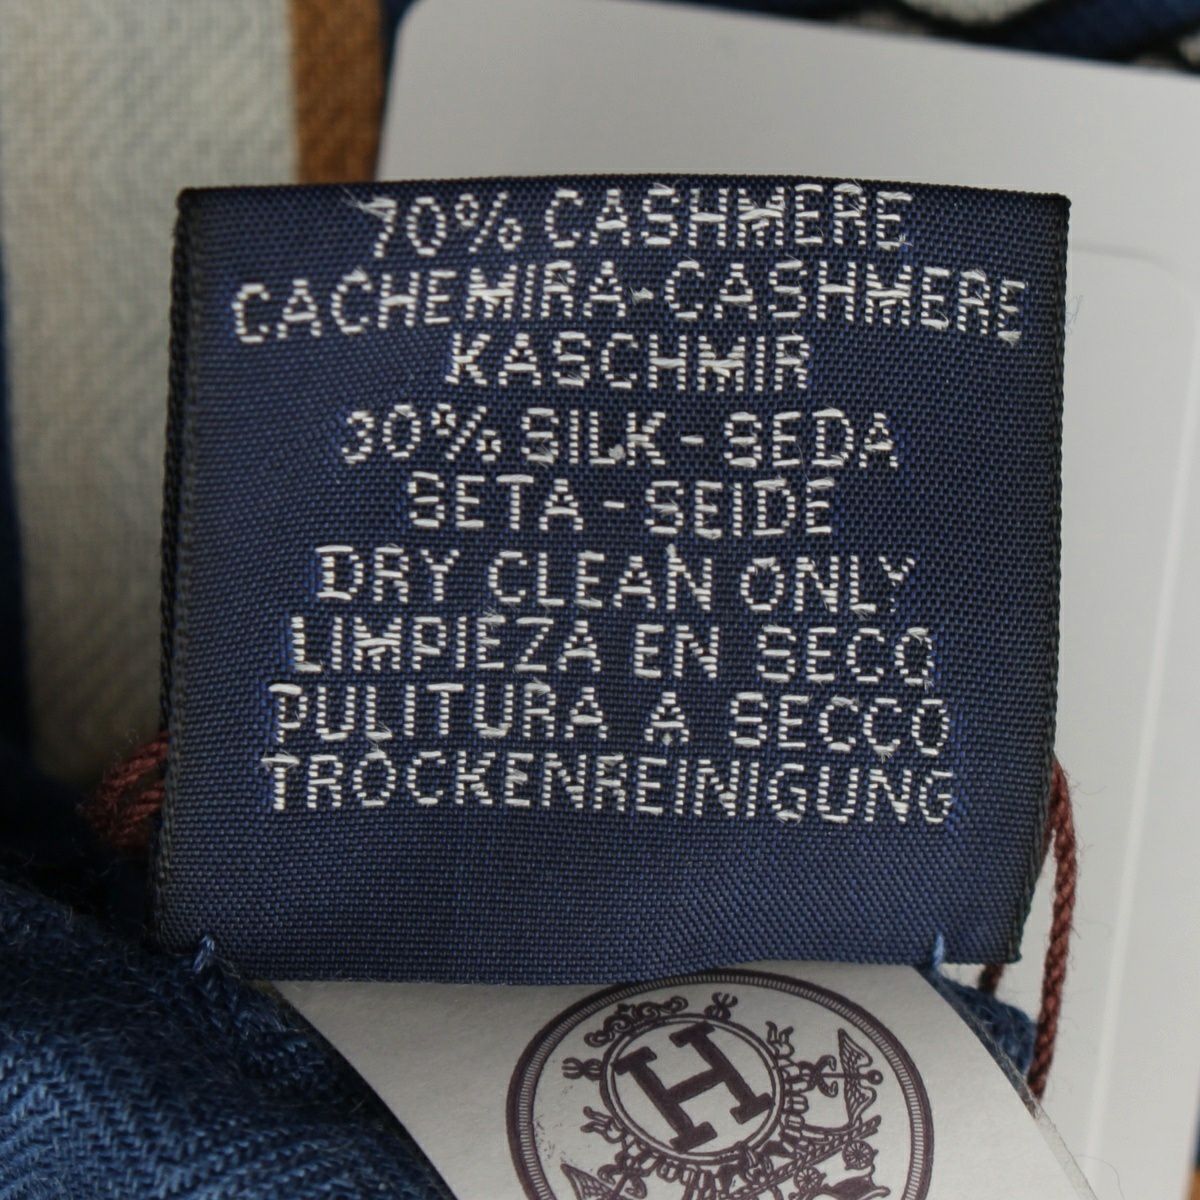 70% CASHMERE
CACHEMIRA-CASHMERE
KASCHMIR
30% SILK - SEDA
SETA - SEIDE
DRY CLEAN ONLY
LIMPIEZA EN SECO
PULITURA A SECCO
TROCKENREINIGUNG
H